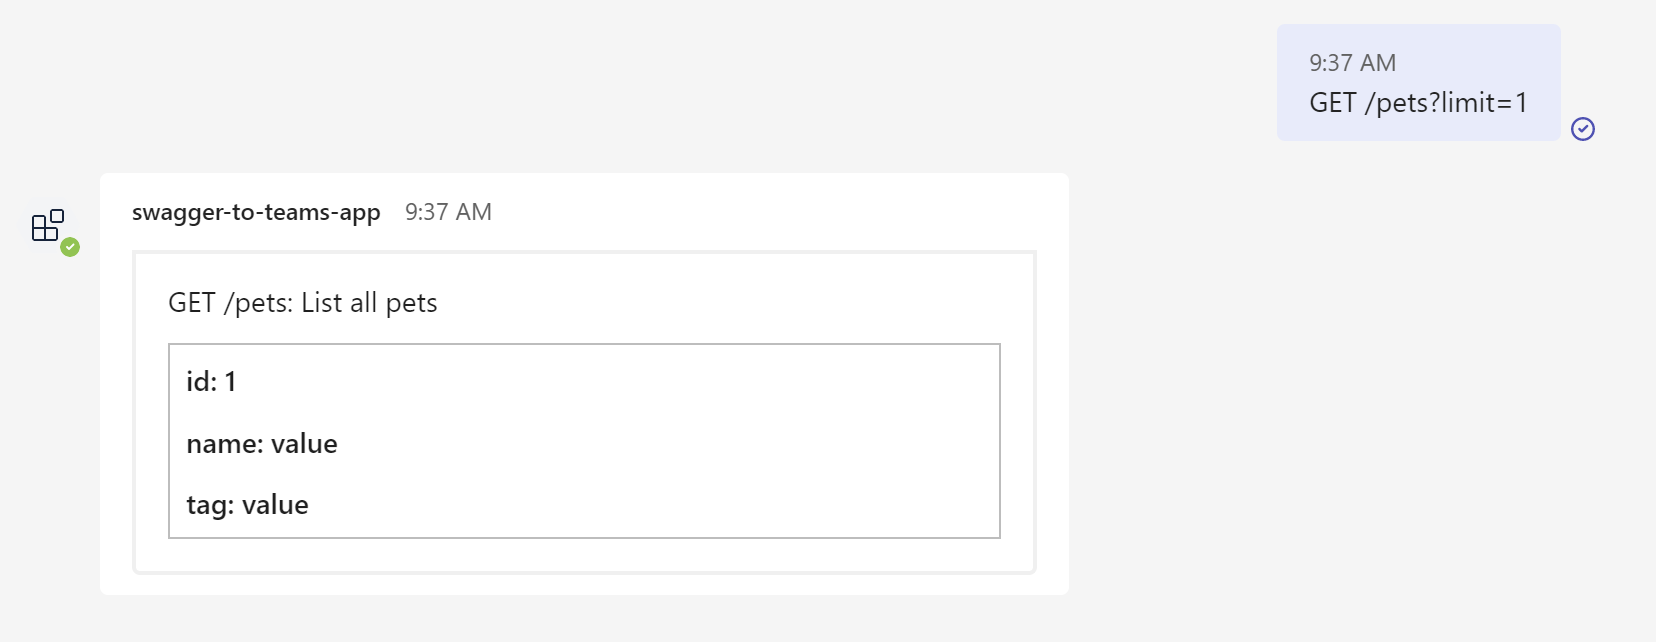 9:37 AM
GET /pets?limit=1
swagger-to-teams-app 9:37 AM
GET /pets: List all pets
id: 1
name: value
tag: value